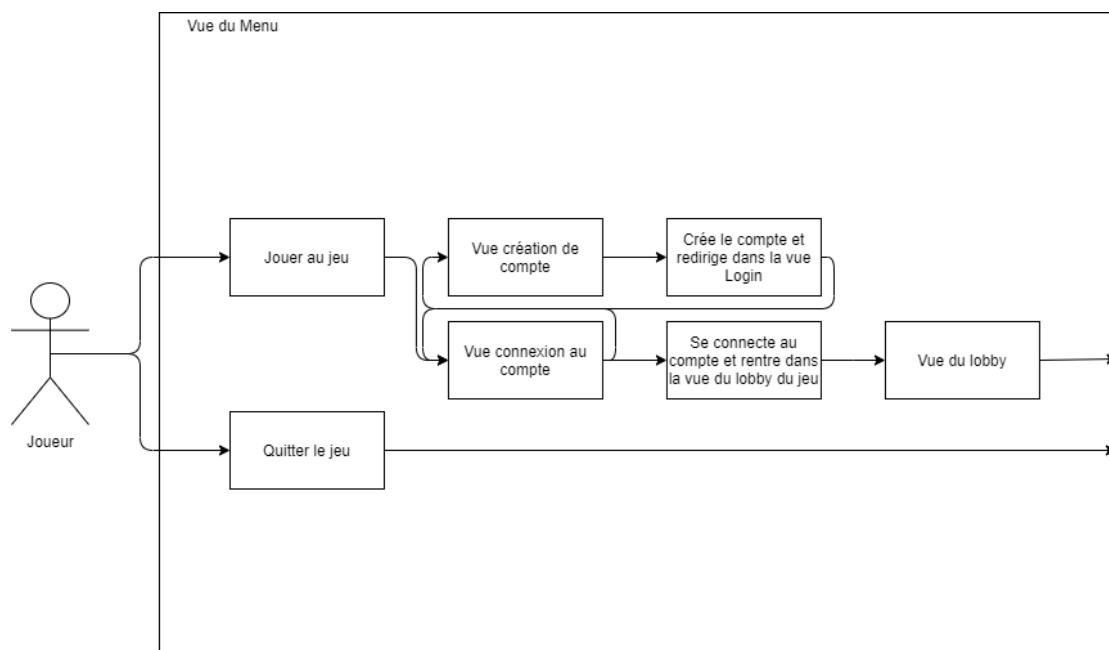 Vue du Menu
Jouer au jeu
Vue création de
compte
Crée le compte et
redirige dans la vue
Login
Vue connexion au
compte
Se connecte au
compte et rentre dans
la vue du lobby du jeu
Vue du lobby
Joueur
Quitter le jeu